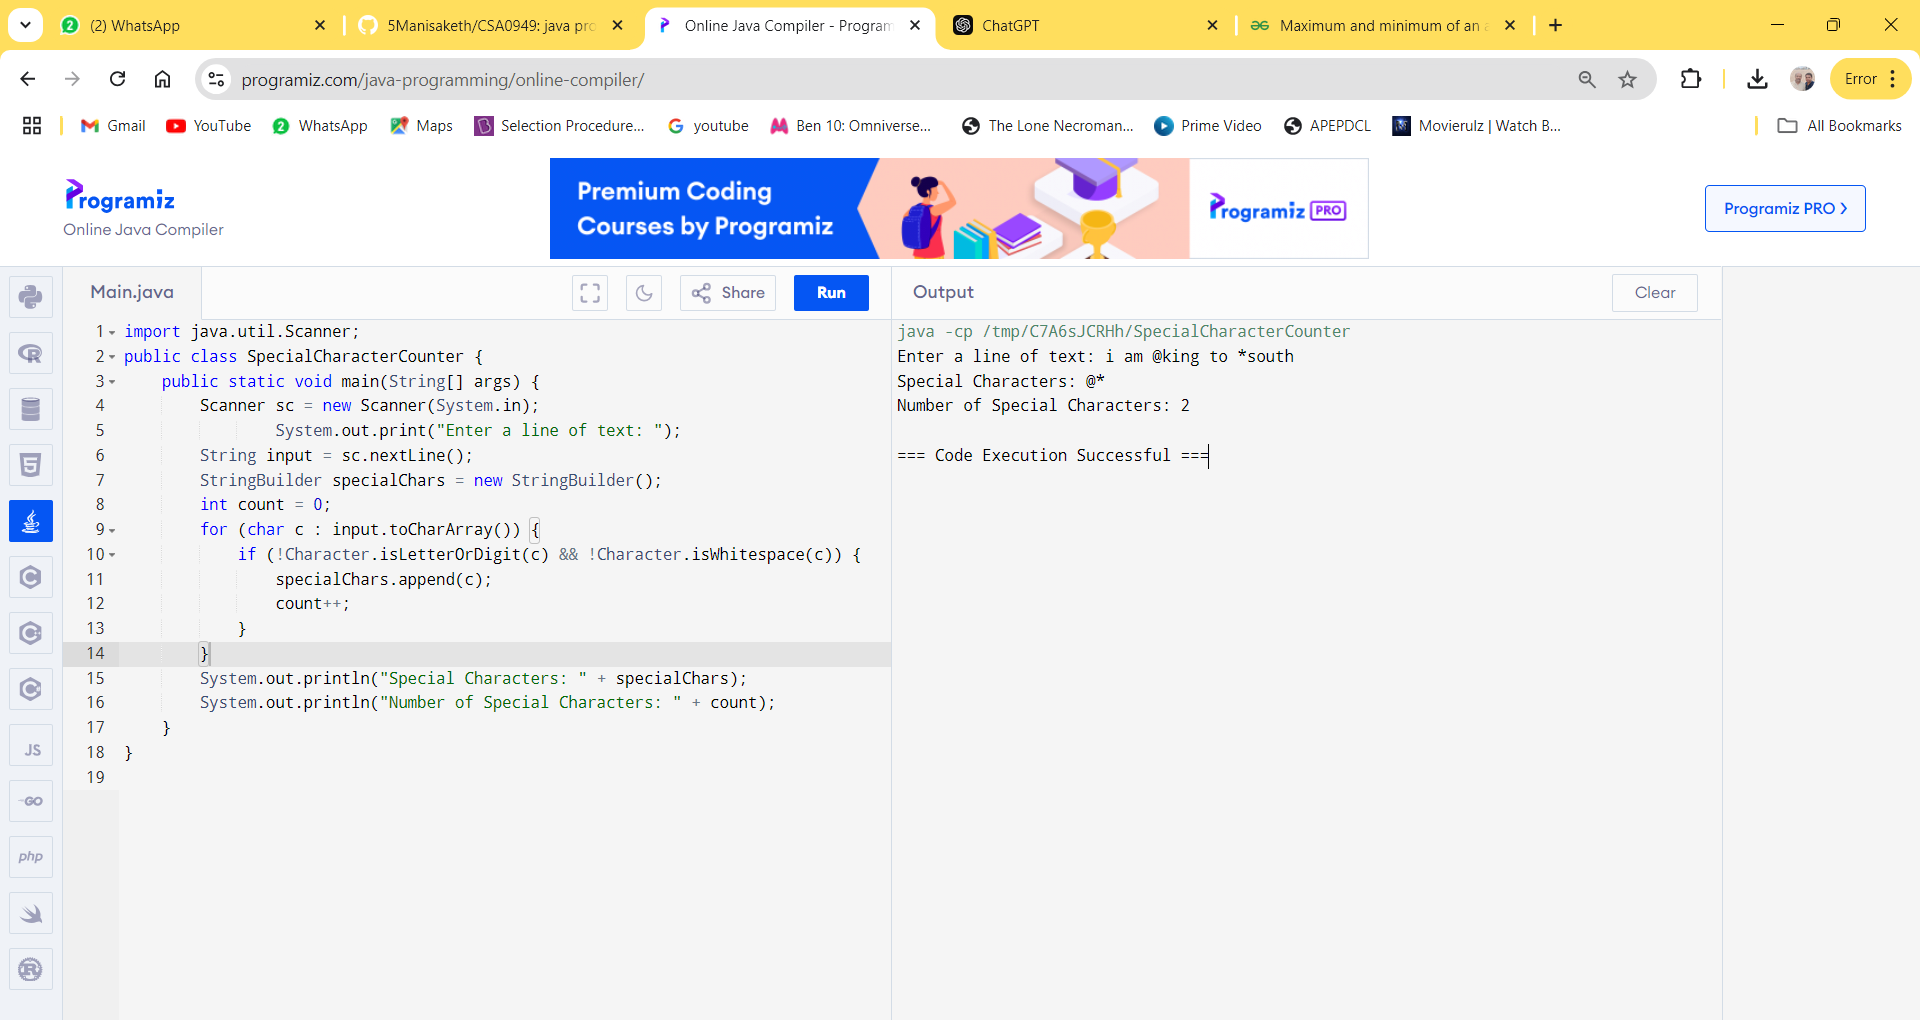 (2) WhatsApp
5Manisaketh/CSA0949: java pro
Online Java Compiler - Program
ChatGPT
Maximum and minimum of an a
programiz.com/java-programming/online-compiler/
Error
Gmail
YouTube
WhatsApp
Maps
Selection Procedure...
youtube
Ben 10: Omniverse...
The Lone Necroman...
Prime Video
APEPDCL
Movierulz | Watch B...
All Bookmarks
Programiz
Online Java Compiler
Premium Coding
Courses by Programiz
Programiz PRO
Programiz PRO >
Main.java
Share
Run
Output
Clear
1 import java.util.Scanner;
2 public class SpecialCharacterCounter {
3     public static void main(String[] args) {
4         Scanner sc = new Scanner(System.in);
5                 System.out.print("Enter a line of text: ");
6         String input = sc.nextLine();
7         StringBuilder specialChars = new StringBuilder();
8         int count = 0;
9         for (char c : input.toCharArray()) {
10             if (!Character.isLetterOrDigit(c) && !Character.isWhitespace(c)) {
11                 specialChars.append(c);
12                 count++;
13             }
14         }
15         System.out.println("Special Characters: " + specialChars);
16         System.out.println("Number of Special Characters: " + count);
17     }
18 }
19
java -cp /tmp/C7A6sJCRHh/SpecialCharacterCounter
Enter a line of text: i am @king to *south
Special Characters: @*
Number of Special Characters: 2
=== Code Execution Successful ===
JS
GO
php